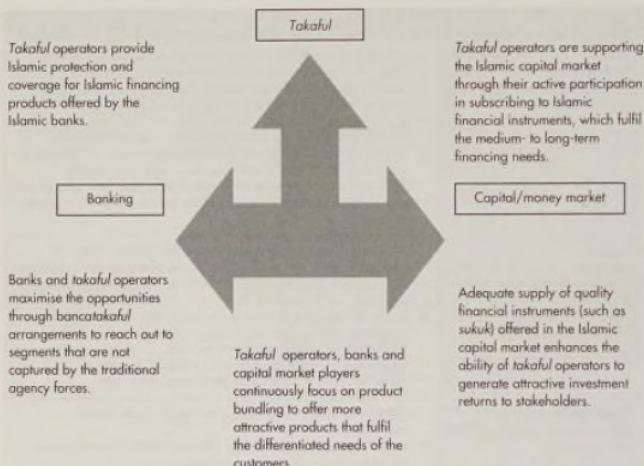 Takaful
Takaful operators provide
Islamic protection and
coverage for Islamic financing
products offered by the
Islamic banks.
Takaful operators are supporting
the Islamic capital market
through their active participation
in subscribing to Islamic
financial instruments, which fulfil
the medium- to long-term
financing needs.
Banking
Capital/money market
Banks and takaful operators
maximise the opportunities
through bancatakaful
arrangements to reach out to
segments that are not
captured by the traditional
agency forces.
Takaful operators, banks and
capital market players
continuously focus on product
bundling to offer more
attractive products that fulfil
the differentiated needs of the
customers
Adequate supply of quality
financial instruments (such as
sukuk) offered in the Islamic
capital market enhances the
ability of takaful operators to
generate attractive investment
returns to stakeholders.